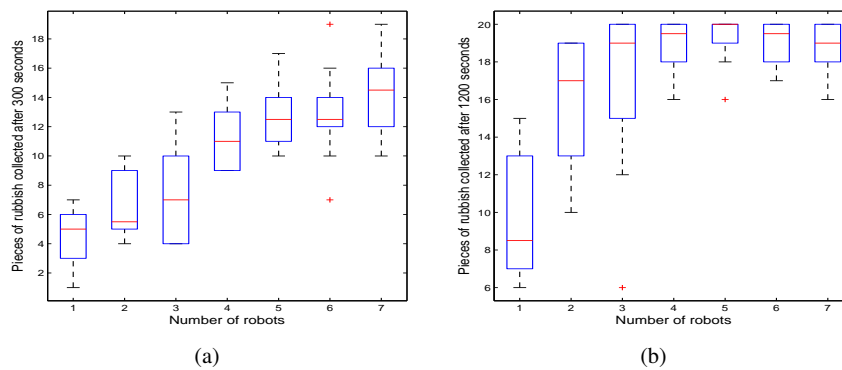 Pieces of rubbish collected after 300 seconds
18
16
14
12
10
8
6
4
2
1 2 3 4 5 6 7
Number of robots
(a)
Pieces of rubbish collected after 1200 seconds
20
18
16
14
12
10
8
6
1 2 3 4 5 6 7
Number of robots
(b)